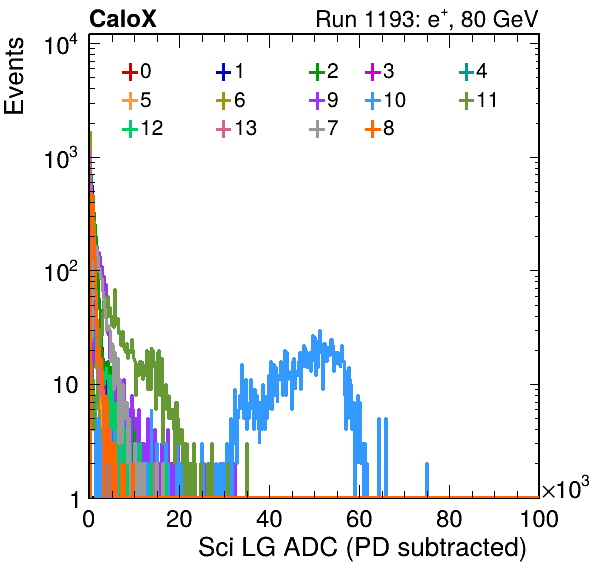 CaloX Run 1193: e⁺, 80 GeV
Events
10⁴
10³
10²
10
1
0 1 2 3 4
5 6 9 10 11
12 13 7 8
0 20 40 60 80 100
×10³
Sci LG ADC (PD subtracted)